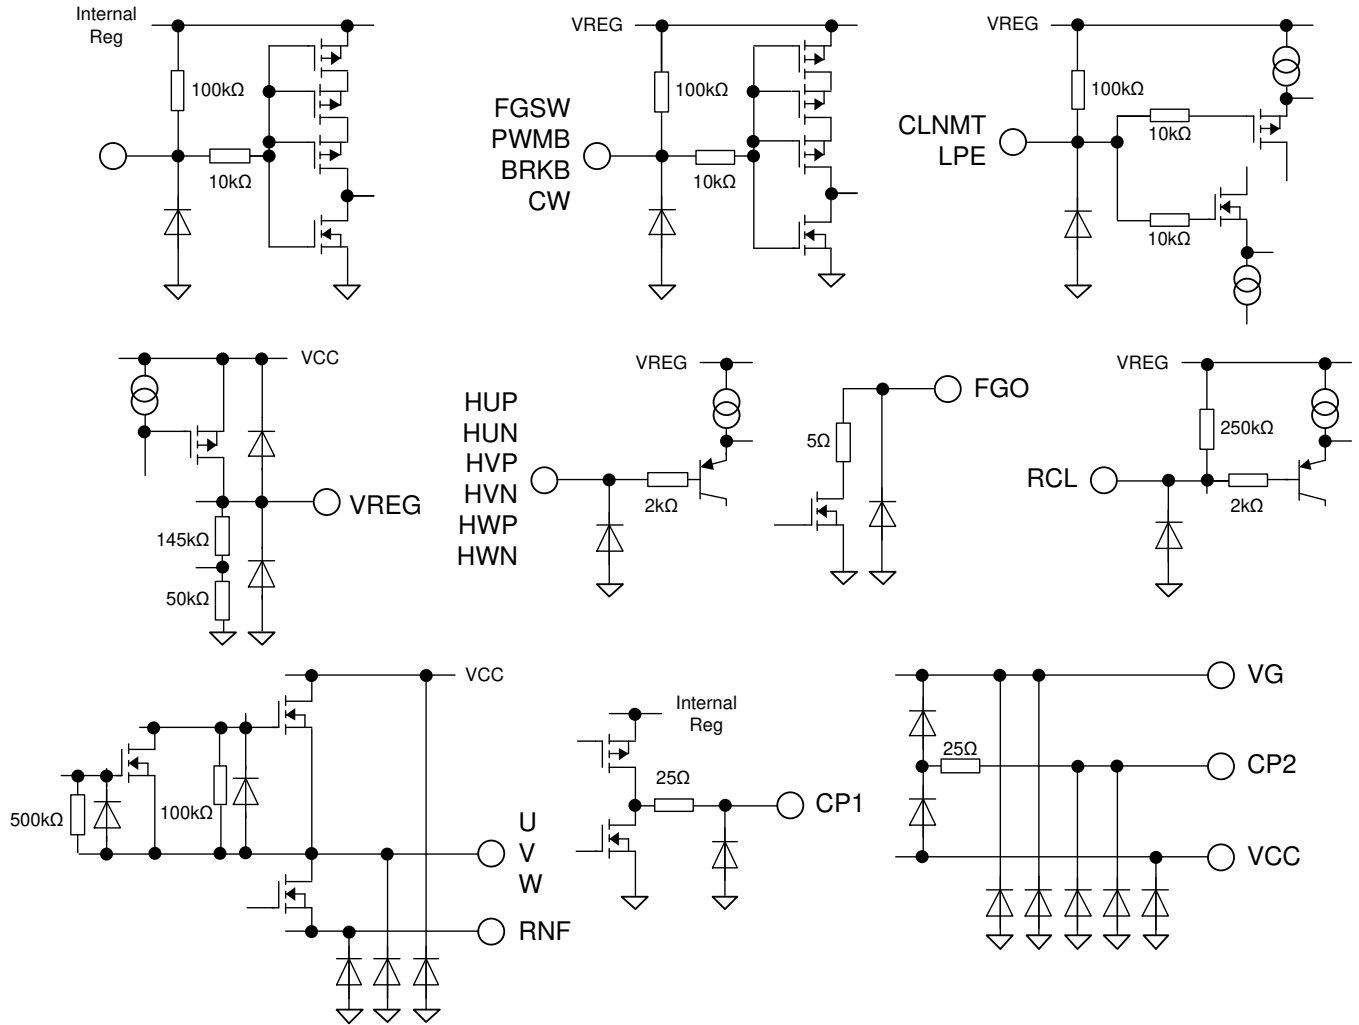 Internal
Reg
100kΩ
10kΩ
VREG
100kΩ
10kΩ
FGSW
PWMB
BRKB
CW
VREG
100kΩ
10kΩ
10kΩ
CLNMT
LPE
VCC
VREG
145kΩ
50kΩ
VREG
HUP
HUN
HVP
HVN
HWP
HWN
2kΩ
FGO
5Ω
VREG
250kΩ
RCL
2kΩ
VCC
500kΩ
100kΩ
U
V
W
RNF
Internal
Reg
25Ω
CP1
VG
25Ω
CP2
VCC